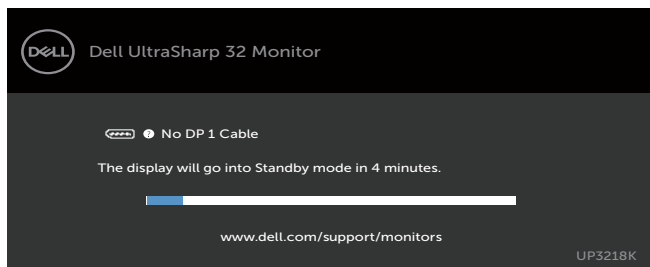 DELL
Dell UltraSharp 32 Monitor
? No DP 1 Cable
The display will go into Standby mode in 4 minutes.
www.dell.com/support/monitors
UP3218K